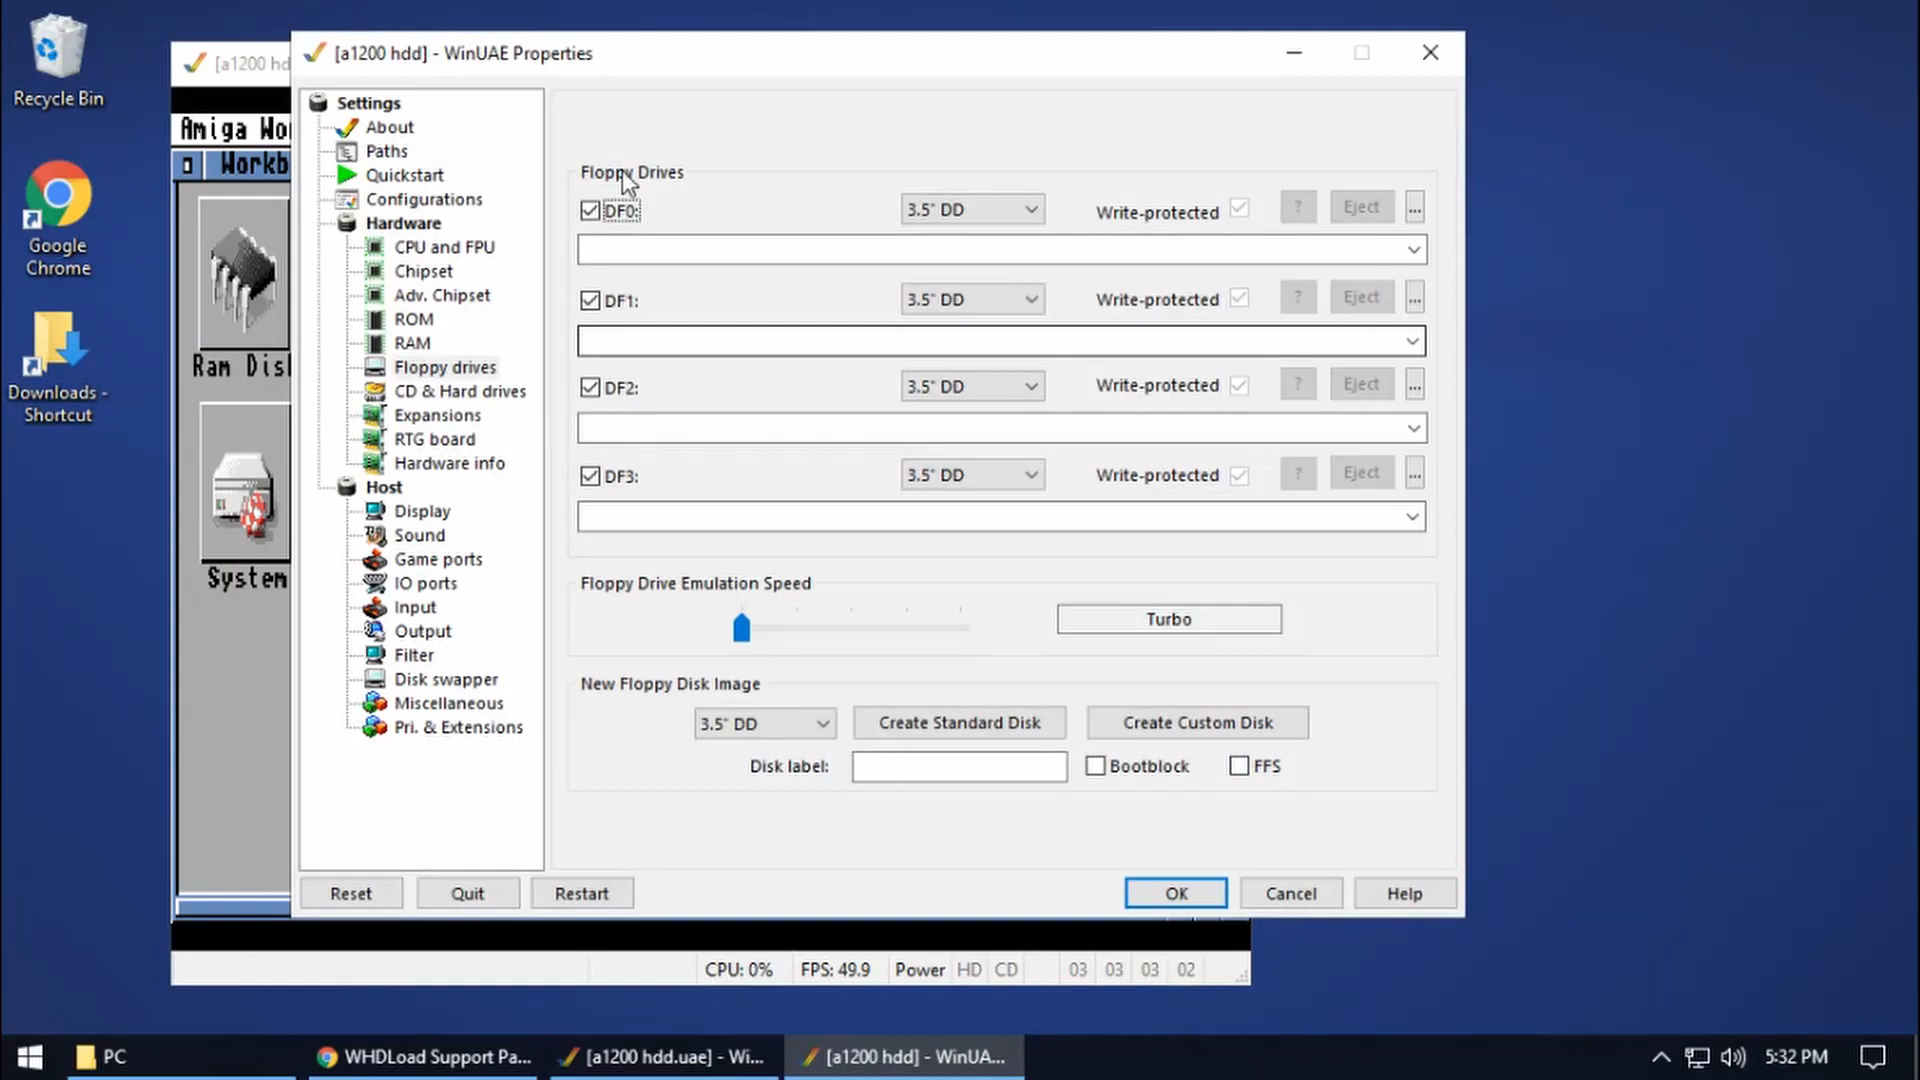 Recycle Bin
Google
Chrome
Downloads -
Shortcut
[a1200 hd
Amiga Wo
Workb
Ram Dis
System
[a1200 hdd] - WinUAE Properties
Settings
About
Paths
Quickstart
Configurations
Hardware
CPU and FPU
Chipset
Adv. Chipset
ROM
RAM
Floppy drives
CD & Hard drives
Expansions
RTG board
Hardware info
Host
Display
Sound
Game ports
IO ports
Input
Output
Filter
Disk swapper
Miscellaneous
Pri. & Extensions
Floppy Drives
DF0: 3.5" DD Write-protected ? Eject ...
DF1: 3.5" DD Write-protected ? Eject ...
DF2: 3.5" DD Write-protected ? Eject ...
DF3: 3.5" DD Write-protected ? Eject ...
Floppy Drive Emulation Speed
Turbo
New Floppy Disk Image
3.5" DD Create Standard Disk Create Custom Disk
Disk label: Bootblock FFS
Reset Quit Restart OK Cancel Help
CPU: 0% FPS: 49.9 Power HD CD 03 03 03 02
PC WHDLoad Support Pa... [a1200 hdd.uae] - Wi... [a1200 hdd] - WinUA... 5:32 PM